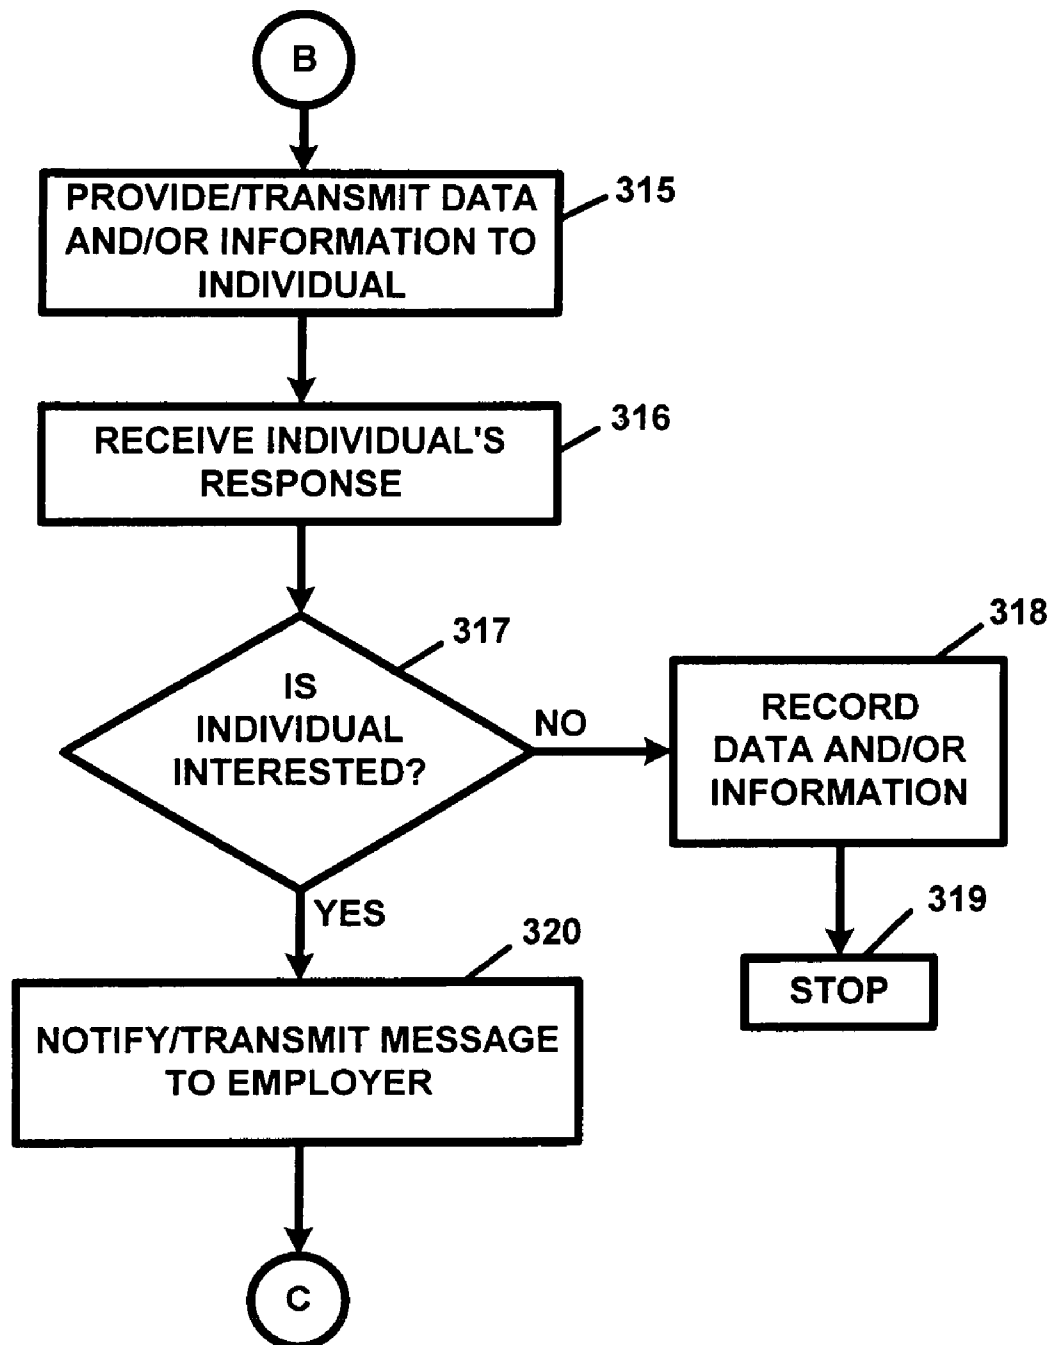 B
PROVIDE/TRANSMIT DATA
AND/OR INFORMATION TO
INDIVIDUAL
315
RECEIVE INDIVIDUAL'S
RESPONSE
316
IS
INDIVIDUAL
INTERESTED?
317
NO
RECORD
DATA AND/OR
INFORMATION
318
STOP
319
YES
NOTIFY/TRANSMIT MESSAGE
TO EMPLOYER
320
C